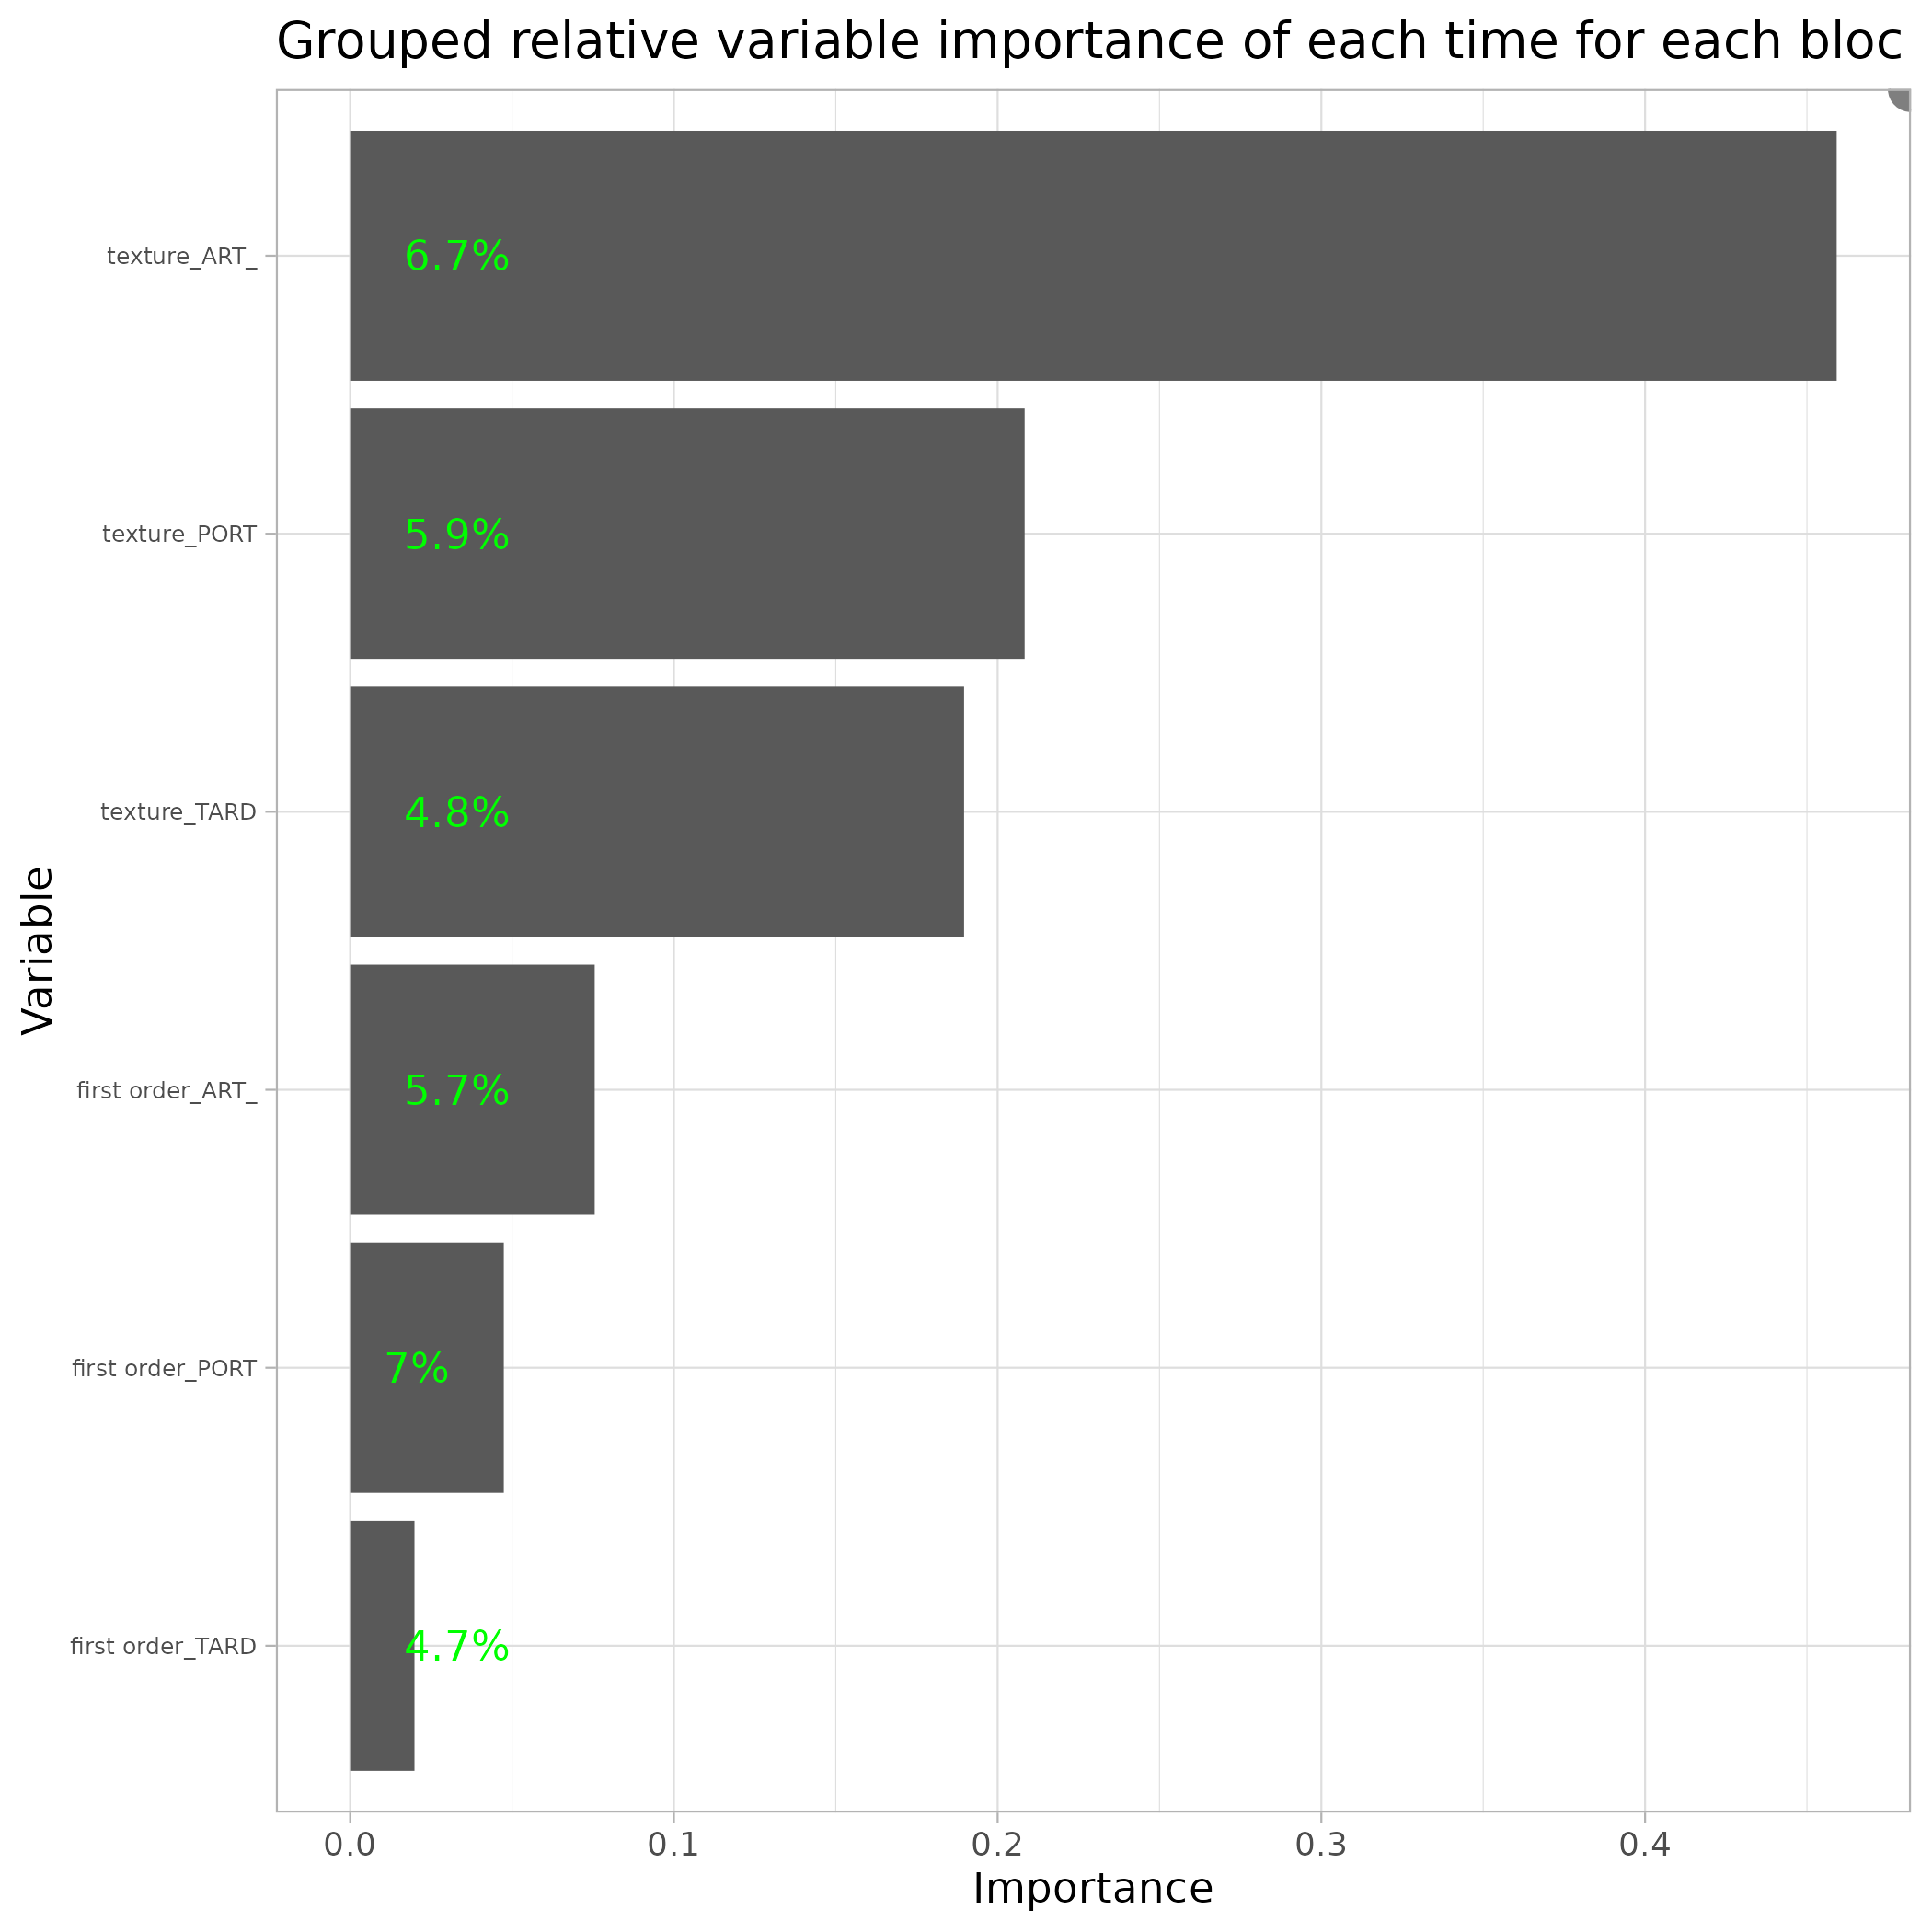 Grouped relative variable importance of each time for each bloc
texture_ART_
6.7%
texture_PORT
5.9%
texture_TARD
4.8%
first order_ART_
5.7%
first order_PORT
7%
first order_TARD
4.7%
Variable
0.0 0.1 0.2 0.3 0.4
Importance